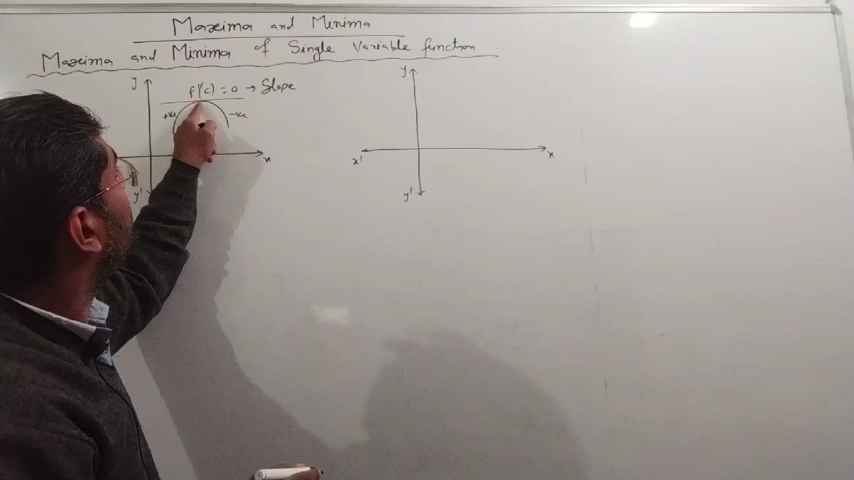 Maxima and Minima
Maxima and Minima of Single Variable function
y
f'(c) = 0 → Slope
+ve
-ve
x
y'
y
x'
x
y'